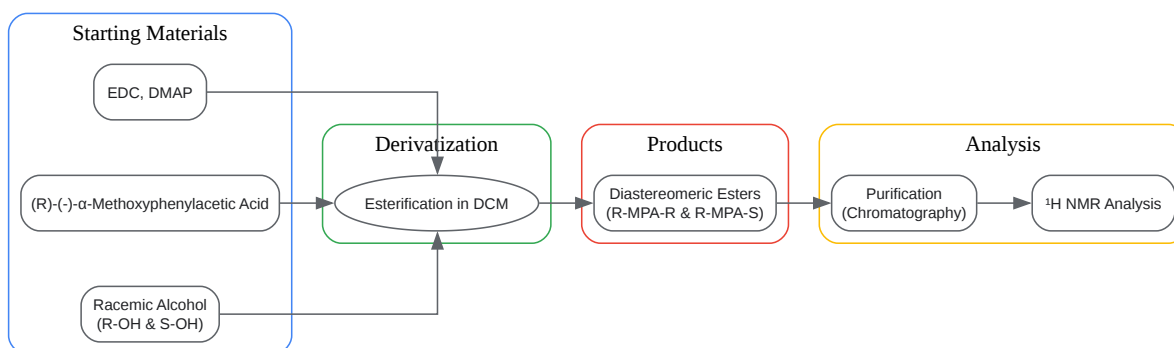 Starting Materials
EDC, DMAP
(R)-(-)-α-Methoxyphenylacetic Acid
Racemic Alcohol
(R-OH & S-OH)
Derivatization
Esterification in DCM
Products
Diastereomeric Esters
(R-MPA-R & R-MPA-S)
Analysis
Purification
(Chromatography)
¹H NMR Analysis